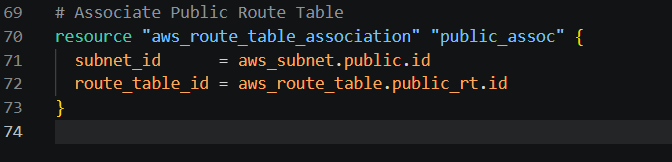 69 # Associate Public Route Table
70 resource "aws_route_table_association" "public_assoc" {
71   subnet_id      = aws_subnet.public.id
72   route_table_id = aws_route_table.public_rt.id
73 }
74